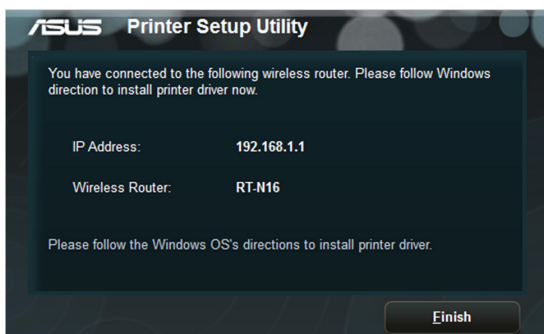 ASUS Printer Setup Utility
You have connected to the following wireless router. Please follow Windows
direction to install printer driver now.
IP Address: 192.168.1.1
Wireless Router: RT-N16
Please follow the Windows OS's directions to install printer driver.
Finish